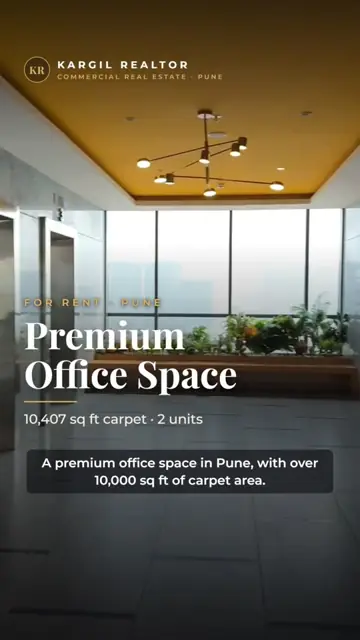 KR
KARGIL REALTOR
COMMERCIAL REAL ESTATE · PUNE
FOR RENT · PUNE
Premium
Office Space
10,407 sq ft carpet · 2 units
A premium office space in Pune, with over
10,000 sq ft of carpet area.